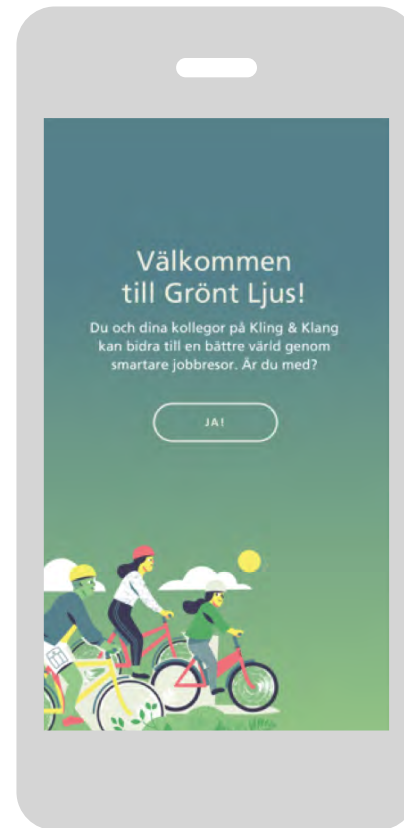 Välkommen
till Grönt Ljus!
Du och dina kollegor på Kling & Klang
kan bidra till en bättre värld genom
smartare jobbresor. Är du med?
JA!